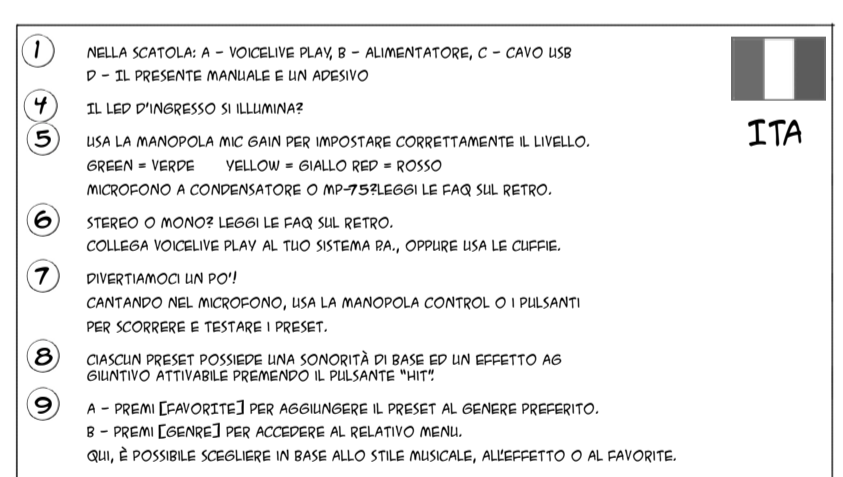 1 NELLA SCATOLA: A – VOICELIVE PLAY, B – ALIMENTATORE, C – CAVO USB
D – IL PRESENTE MANUALE E UN ADESIVO
ITA
4 IL LED D'INGRESSO SI ILLUMINA?
5 USA LA MANOPOLA MIC GAIN PER IMPOSTARE CORRETTAMENTE IL LIVELLO.
GREEN = VERDE YELLOW = GIALLO RED = ROSSO
MICROFONO A CONDENSATORE O MP-75?LEGGI LE FAQ SUL RETRO.
6 STEREO O MONO? LEGGI LE FAQ SUL RETRO.
COLLEGA VOICELIVE PLAY AL TUO SISTEMA P.A., OPPURE USA LE CUFFIE.
7 DIVERTIAMOCI UN PO'!
CANTANDO NEL MICROFONO, USA LA MANOPOLA CONTROL O I PULSANTI
PER SCORRERE E TESTARE I PRESET.
8 CIASCUN PRESET POSSIEDE UNA SONORITÀ DI BASE ED UN EFFETTO AG
GIUNTIVO ATTIVABILE PREMENDO IL PULSANTE "HIT".
9 A – PREMI [FAVORITE] PER AGGIUNGERE IL PRESET AL GENERE PREFERITO.
B – PREMI [GENRE] PER ACCEDERE AL RELATIVO MENU.
QUI, È POSSIBILE SCEGLIERE IN BASE ALLO STILE MUSICALE, ALL'EFFETTO O AL FAVORITE.